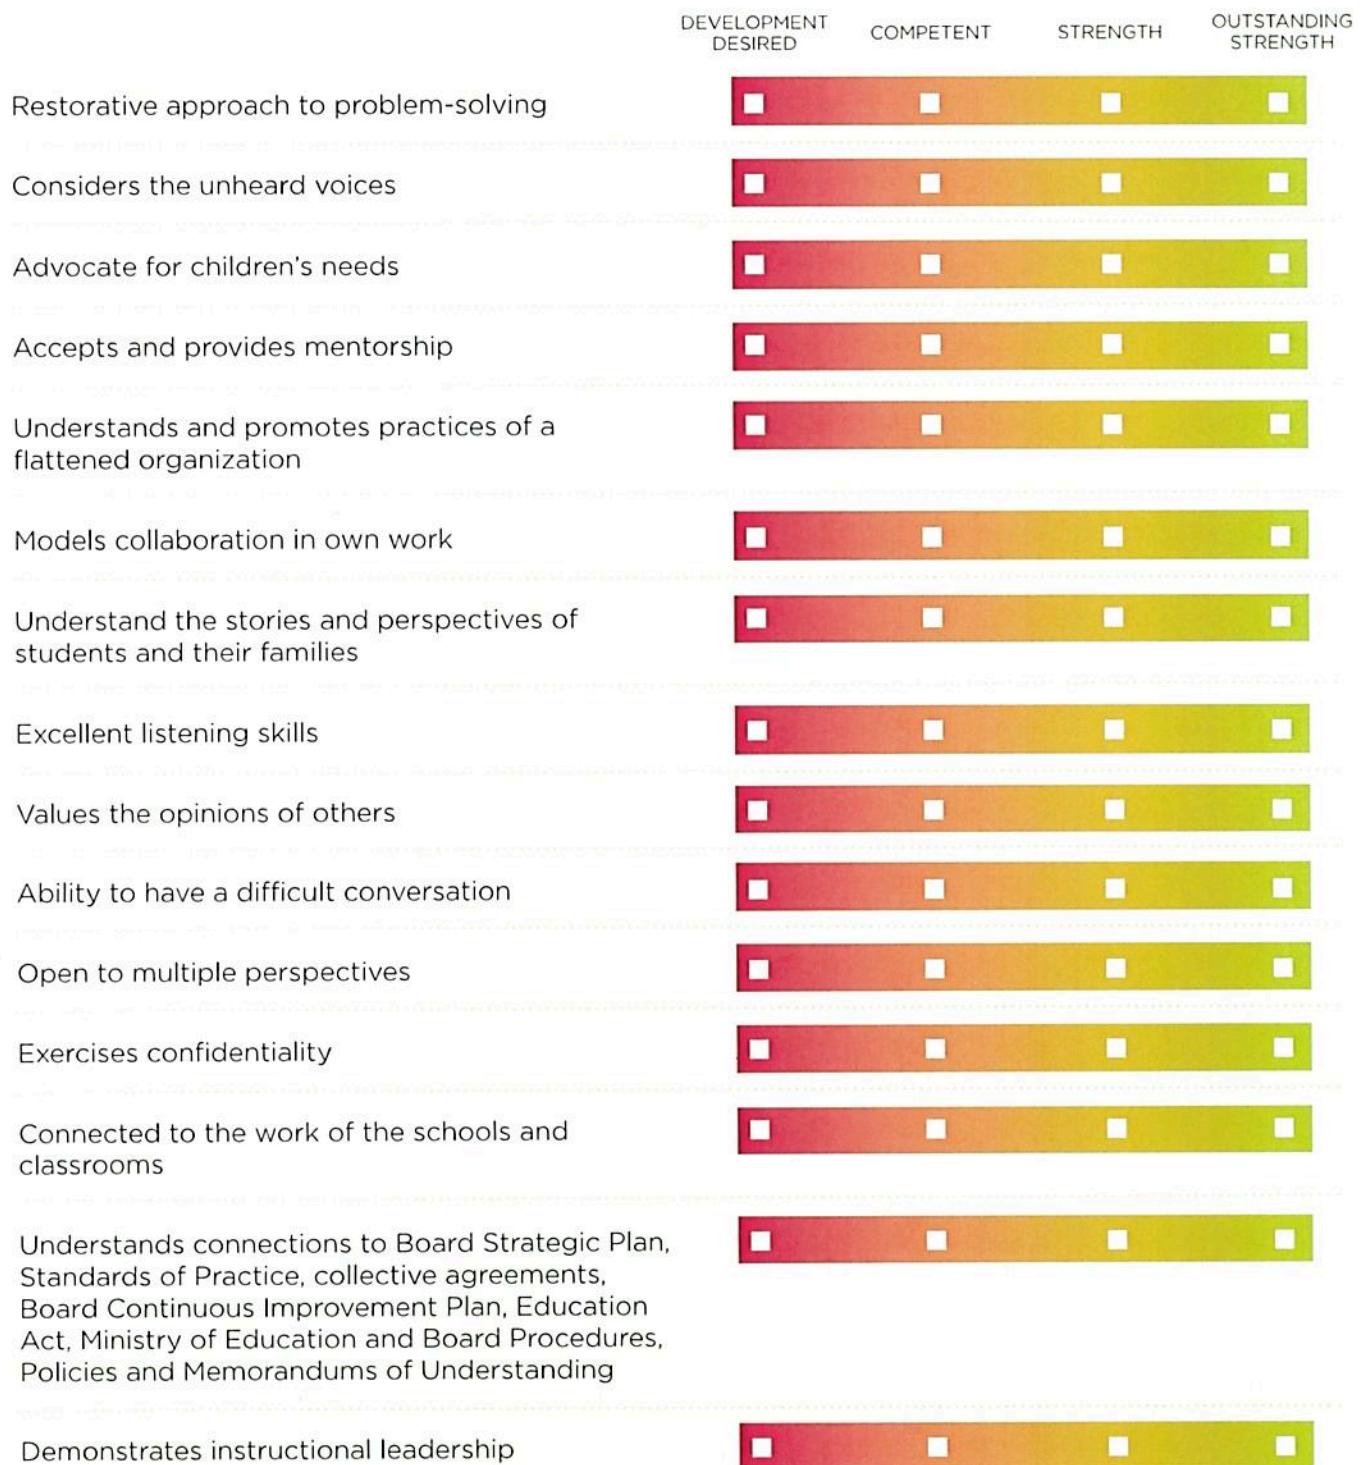 DEVELOPMENT
DESIRED
COMPETENT
STRENGTH
OUTSTANDING
STRENGTH
Restorative approach to problem-solving
Considers the unheard voices
Advocate for children's needs
Accepts and provides mentorship
Understands and promotes practices of a
flattened organization
Models collaboration in own work
Understand the stories and perspectives of
students and their families
Excellent listening skills
Values the opinions of others
Ability to have a difficult conversation
Open to multiple perspectives
Exercises confidentiality
Connected to the work of the schools and
classrooms
Understands connections to Board Strategic Plan,
Standards of Practice, collective agreements,
Board Continuous Improvement Plan, Education
Act, Ministry of Education and Board Procedures,
Policies and Memorandums of Understanding
Demonstrates instructional leadership